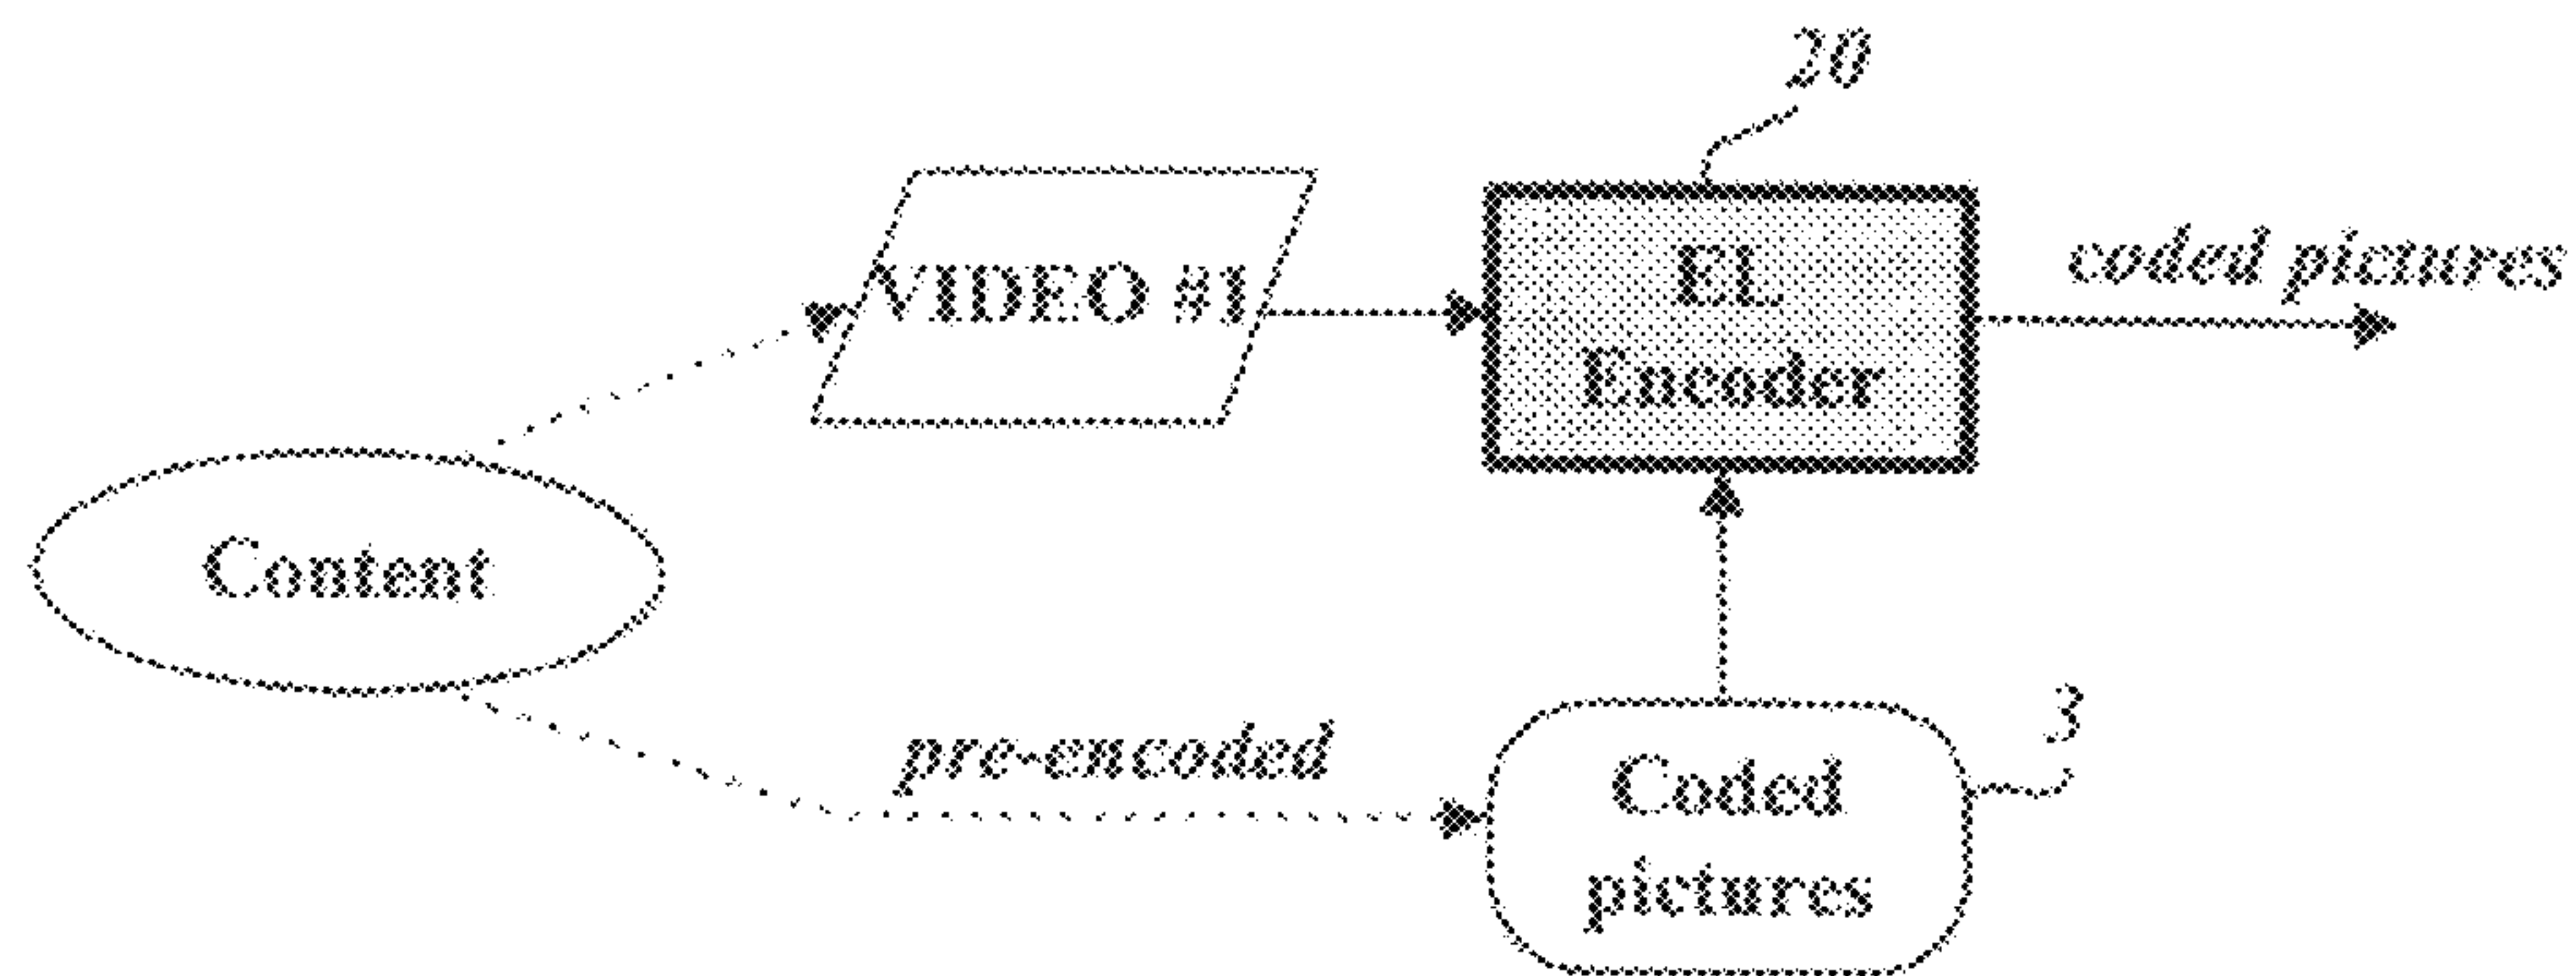 20
VIDEO #1
EL
Encoder
coded pictures
Content
pre-encoded
3
Coded
pictures